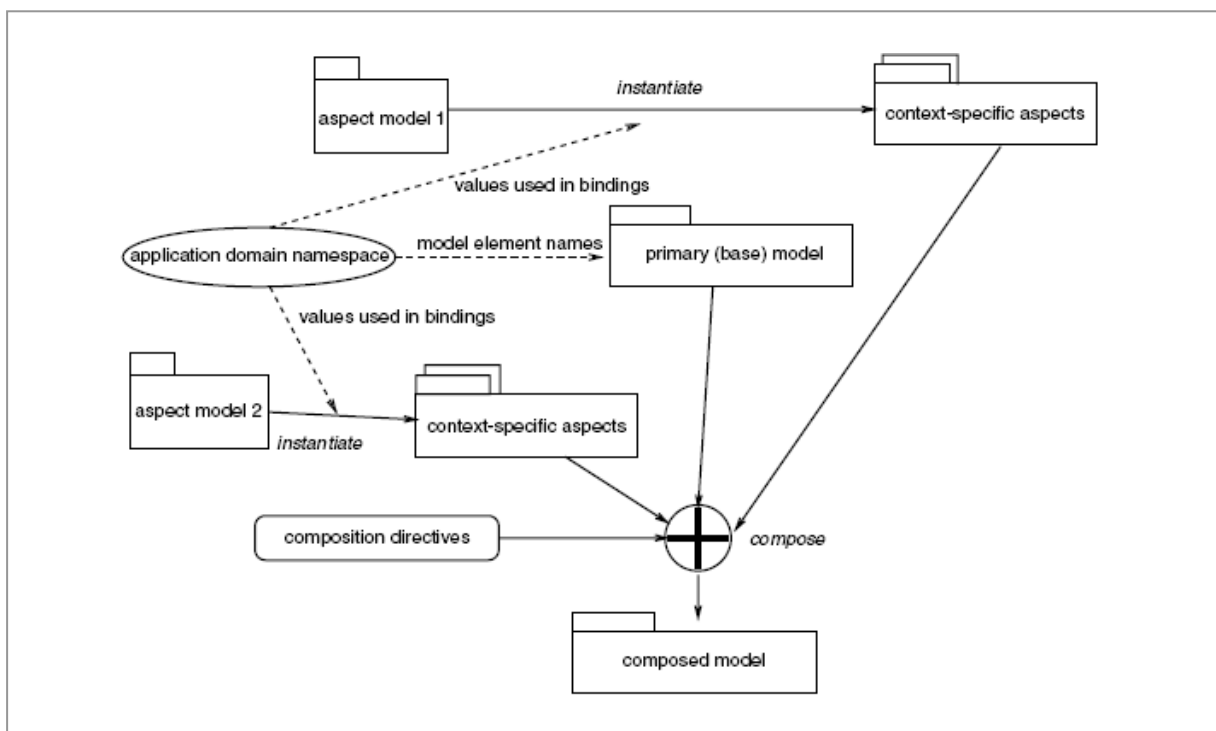 instantiate
aspect model 1
context-specific aspects
values used in bindings
model element names
application domain namespace
primary (base) model
values used in bindings
aspect model 2
context-specific aspects
instantiate
composition directives
compose
composed model